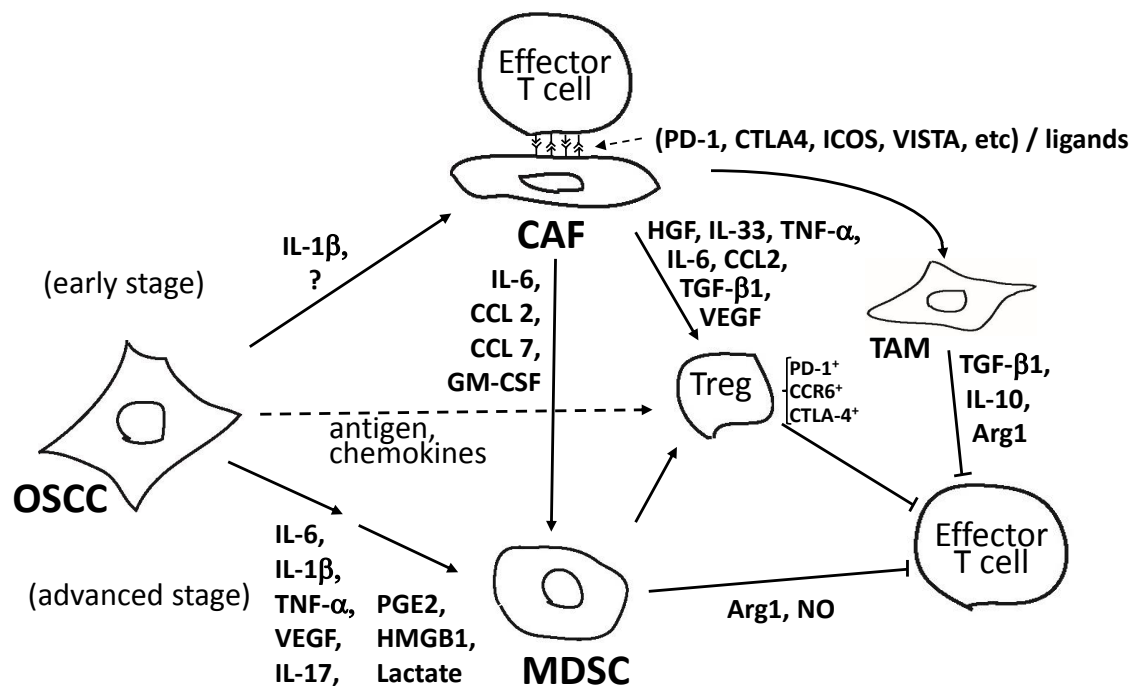 Effector
T cell
(PD-1, CTLA4, ICOS, VISTA, etc) / ligands
CAF
IL-1β,
?
(early stage)
HGF, IL-33, TNF-α,
IL-6, CCL2,
TGF-β1,
VEGF
IL-6,
CCL 2,
CCL 7,
GM-CSF
TAM
TGF-β1,
IL-10,
Arg1
Treg
PD-1⁺
CCR6⁺
CTLA-4⁺
antigen,
chemokines
OSCC
Effector
T cell
IL-6,
IL-1β,
TNF-α, PGE2,
VEGF, HMGB1,
IL-17, Lactate
(advanced stage)
Arg1, NO
MDSC